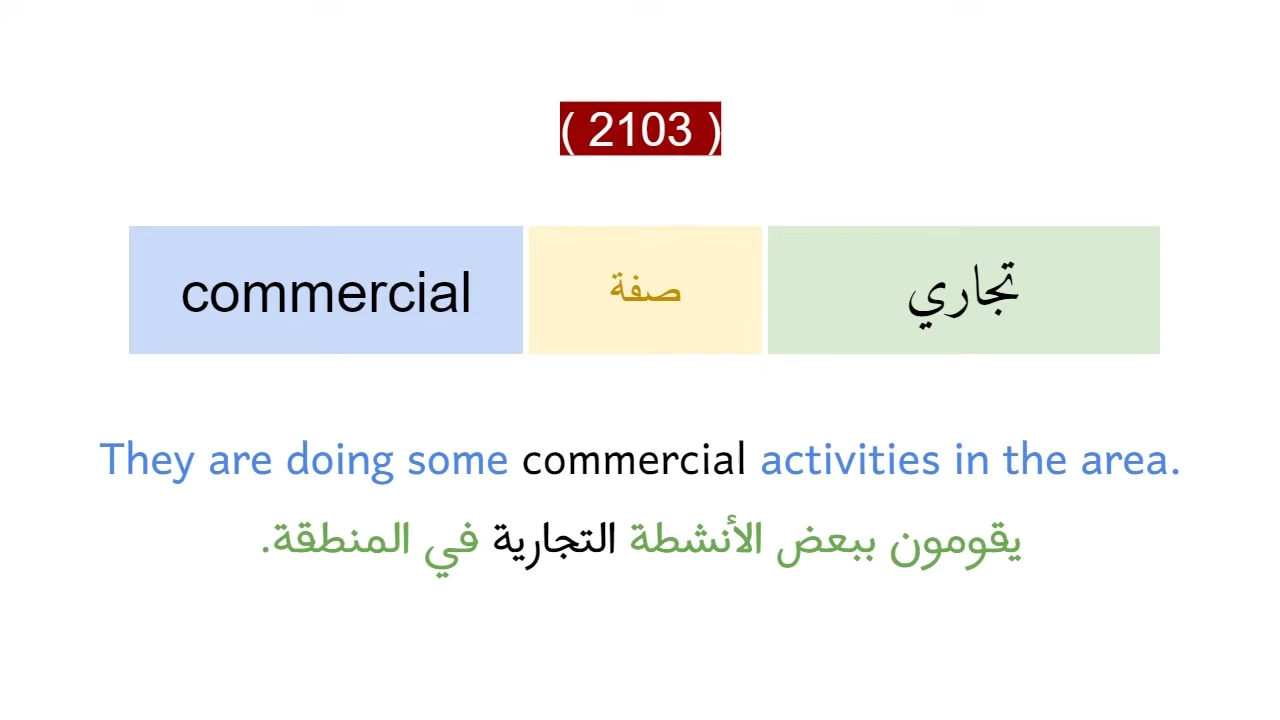 ( 2103 )
commercial صفة تجاري
They are doing some commercial activities in the area.
يقومون ببعض الأنشطة التجارية في المنطقة.